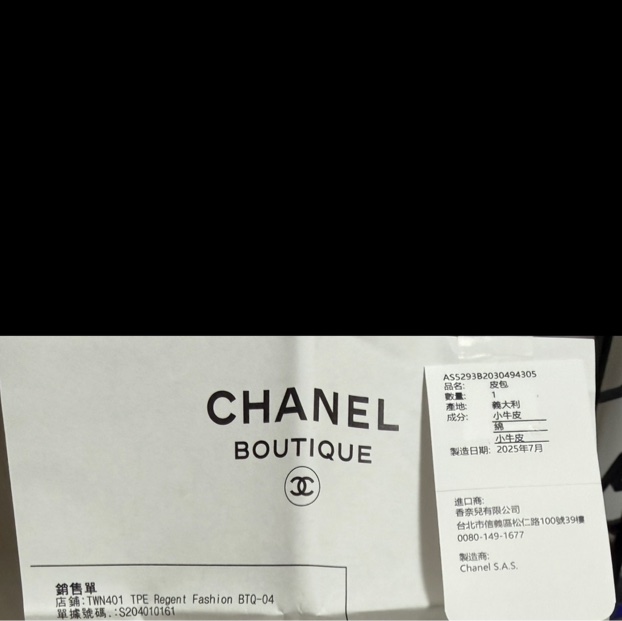 CHANEL
BOUTIQUE
銷售單
店鋪:TWN401 TPE Regent Fashion BTQ-04
單據號碼.:S204010161
AS5293B2030494305
品名: 皮包
數量: 1
產地: 義大利
成分: 小牛皮
綿
小牛皮
製造日期: 2025年7月
進口商:
香奈兒有限公司
台北市信義區松仁路100號39樓
0080-149-1677
製造商:
Chanel S.A.S.